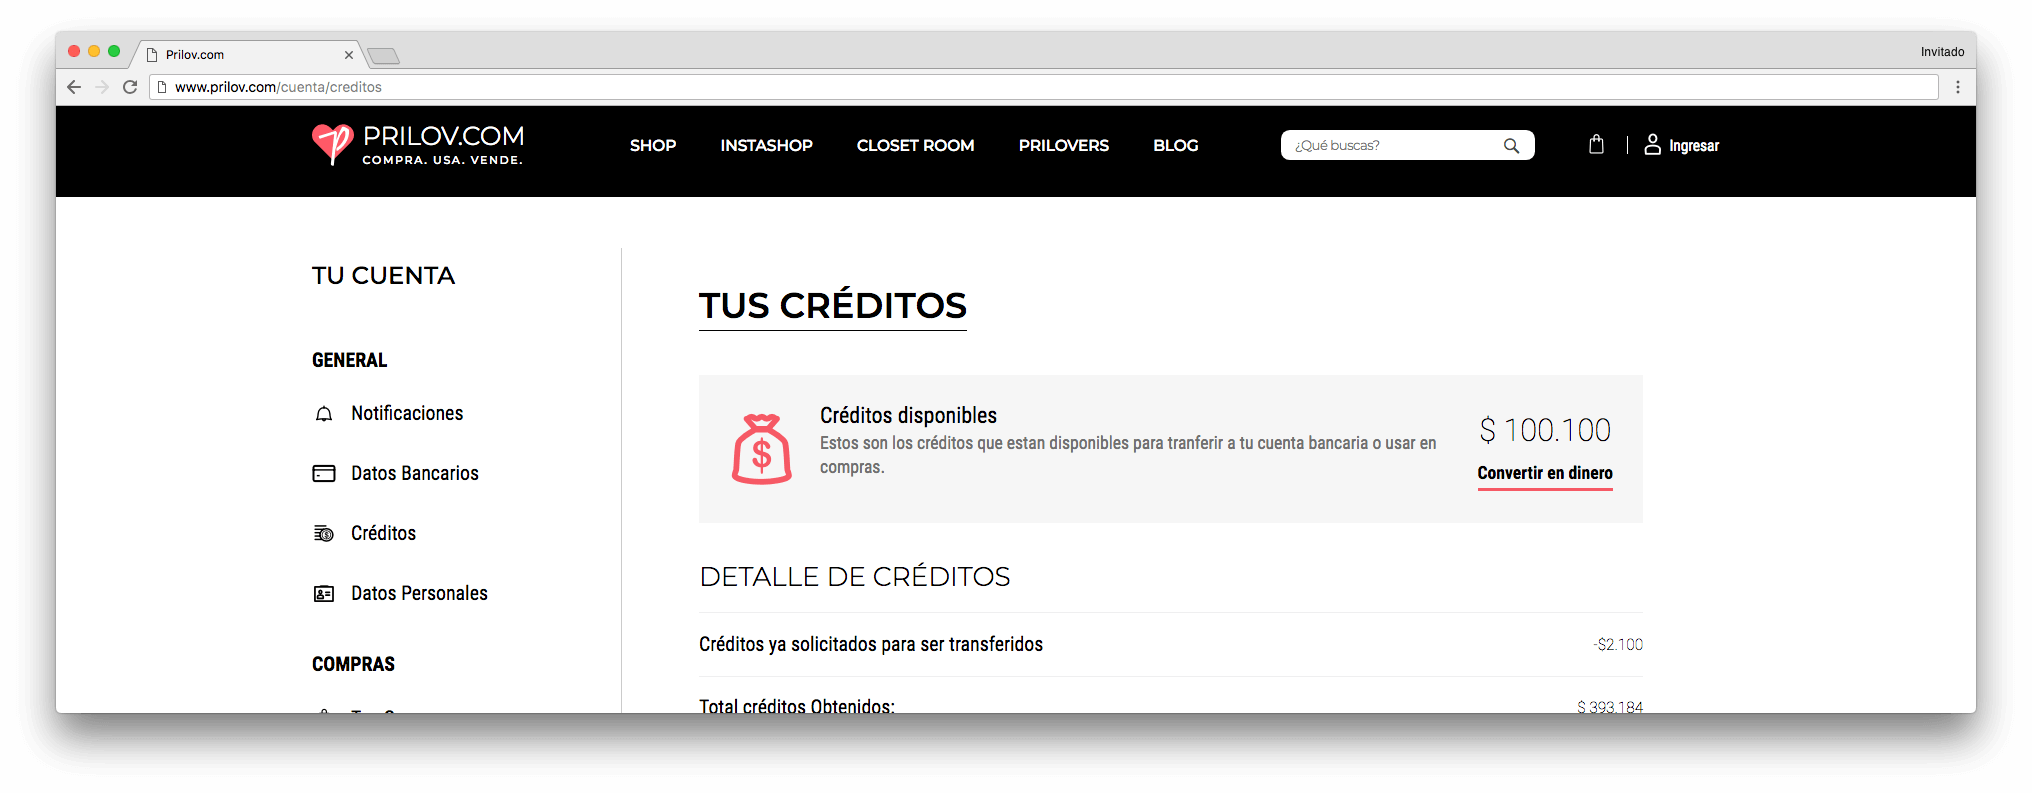 Prilov.com
Invitado
www.prilov.com/cuenta/creditos
PRILOV.COM
COMPRA. USA. VENDE.
SHOP
INSTASHOP
CLOSET ROOM
PRILOVERS
BLOG
¿Qué buscas?
Ingresar
TU CUENTA
GENERAL
Notificaciones
Datos Bancarios
Créditos
Datos Personales
COMPRAS
TUS CRÉDITOS
Créditos disponibles
Estos son los créditos que estan disponibles para tranferir a tu cuenta bancaria o usar en
compras.
$ 100.100
Convertir en dinero
DETALLE DE CRÉDITOS
Créditos ya solicitados para ser transferidos
-$2.100
Total créditos Obtenidos:
$ 393.184